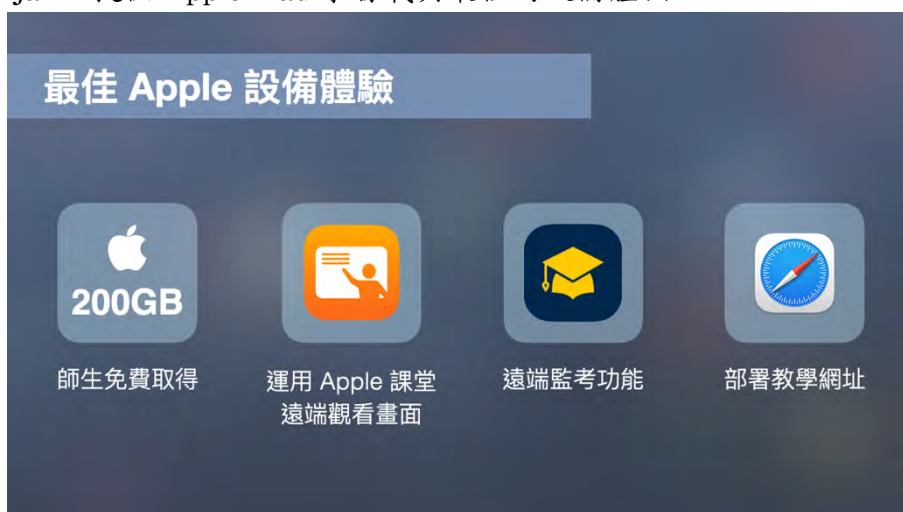 最佳 Apple 設備體驗
200GB
師生免費取得
運用 Apple 課堂
遠端觀看畫面
遠端監考功能
部署教學網址